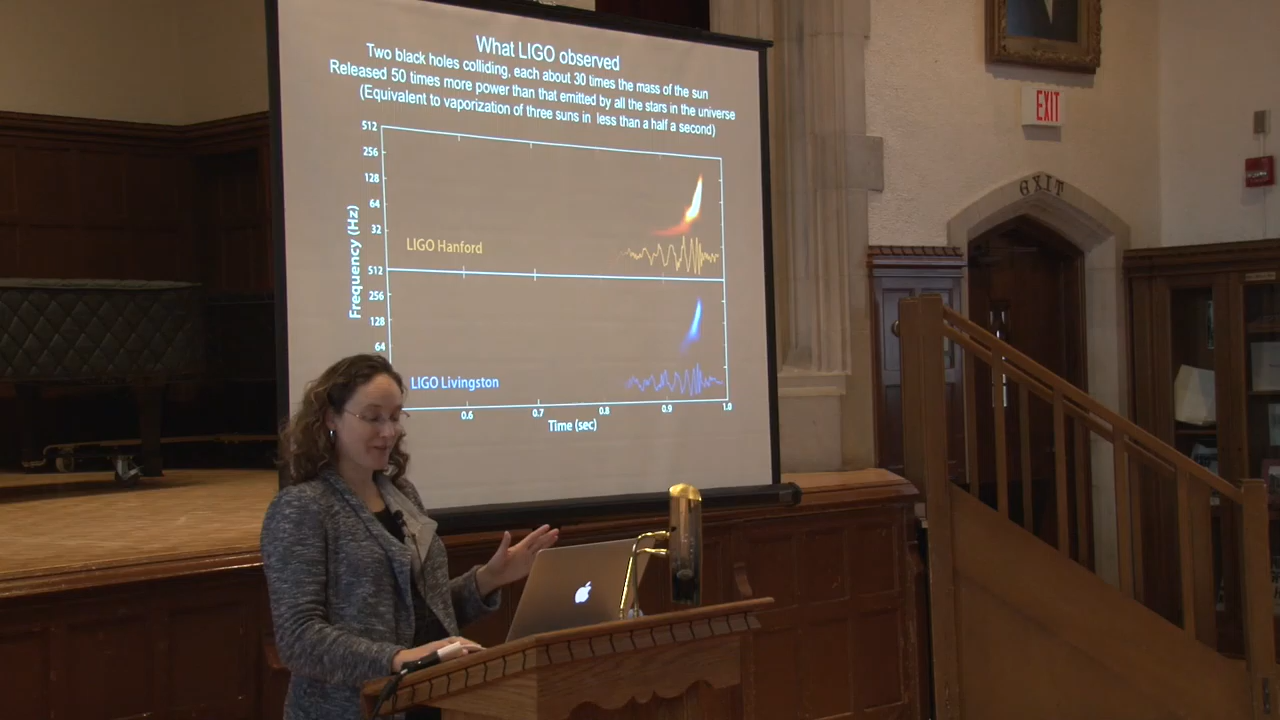 What LIGO observed
Two black holes colliding, each about 30 times the mass of the sun
Released 50 times more power than that emitted by all the stars in the universe
(Equivalent to vaporization of three suns in less than a half a second)
512
256
128
64
32
LIGO Hanford
512
256
128
64
LIGO Livingston
Frequency (Hz)
0.6
0.7
0.8
0.9
1.0
Time (sec)
EXIT
EXIT